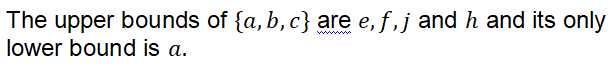 The upper bounds of {a, b, c} are e, f, j and h and its only
lower bound is a.